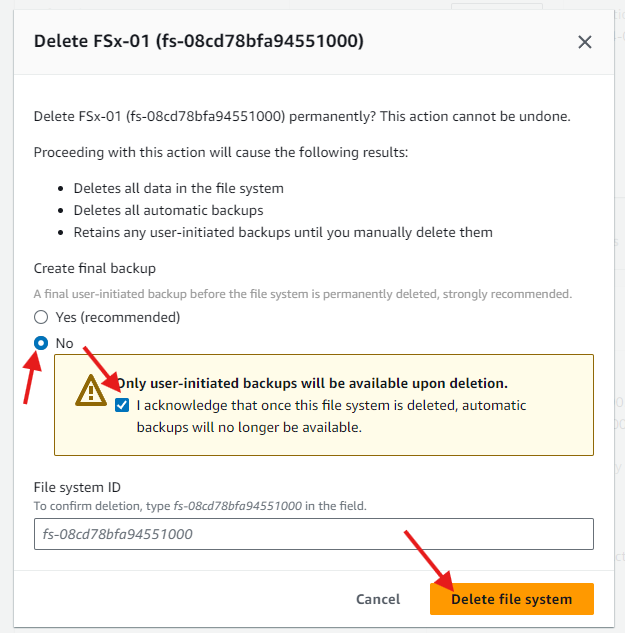 Delete FSx-01 (fs-08cd78bfa94551000)
Delete FSx-01 (fs-08cd78bfa94551000) permanently? This action cannot be undone.
Proceeding with this action will cause the following results:
Deletes all data in the file system
Deletes all automatic backups
Retains any user-initiated backups until you manually delete them
Create final backup
A final user-initiated backup before the file system is permanently deleted, strongly recommended.
Yes (recommended)
No
Only user-initiated backups will be available upon deletion.
I acknowledge that once this file system is deleted, automatic
backups will no longer be available.
File system ID
To confirm deletion, type fs-08cd78bfa94551000 in the field.
fs-08cd78bfa94551000
Cancel
Delete file system